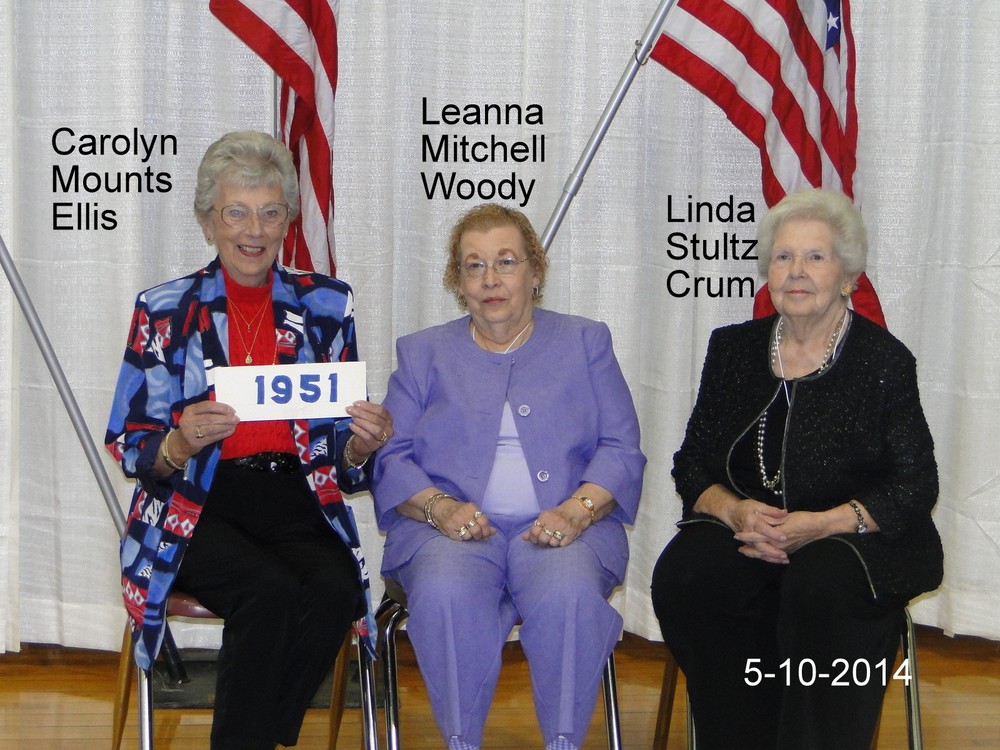 Carolyn
Mounts
Ellis
Leanna
Mitchell
Woody
Linda
Stultz
Crum
1951
5-10-2014